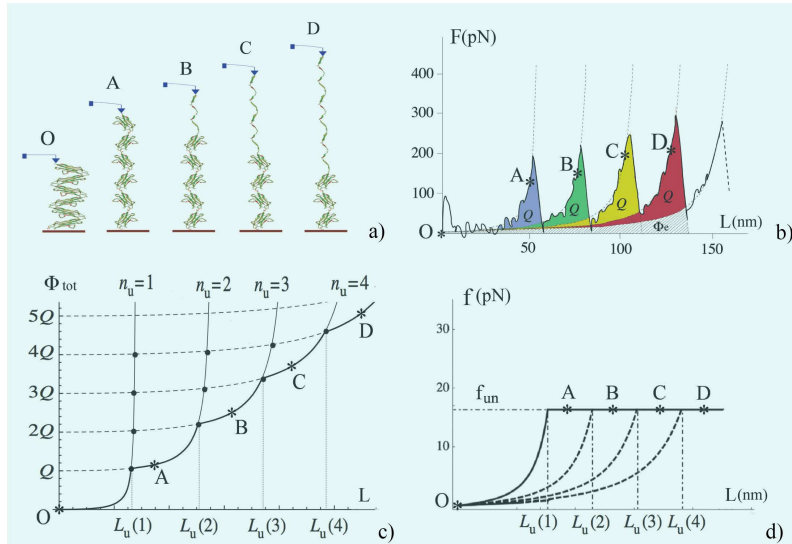 O
A
B
C
D
a)
F(pN)
400
300
200
100
O
A
B
C
D
Q
Q
Q
Q
Φe
50
100
150
L(nm)
b)
Φtot
nu=1
nu=2
nu=3
nu=4
5Q
4Q
3Q
2Q
Q
O
A
B
C
D
L
Lu(1)
Lu(2)
Lu(3)
Lu(4)
c)
f(pN)
30
20
10
O
fun
A
B
C
D
Lu(1)
Lu(2)
Lu(3)
Lu(4)
L(nm)
d)